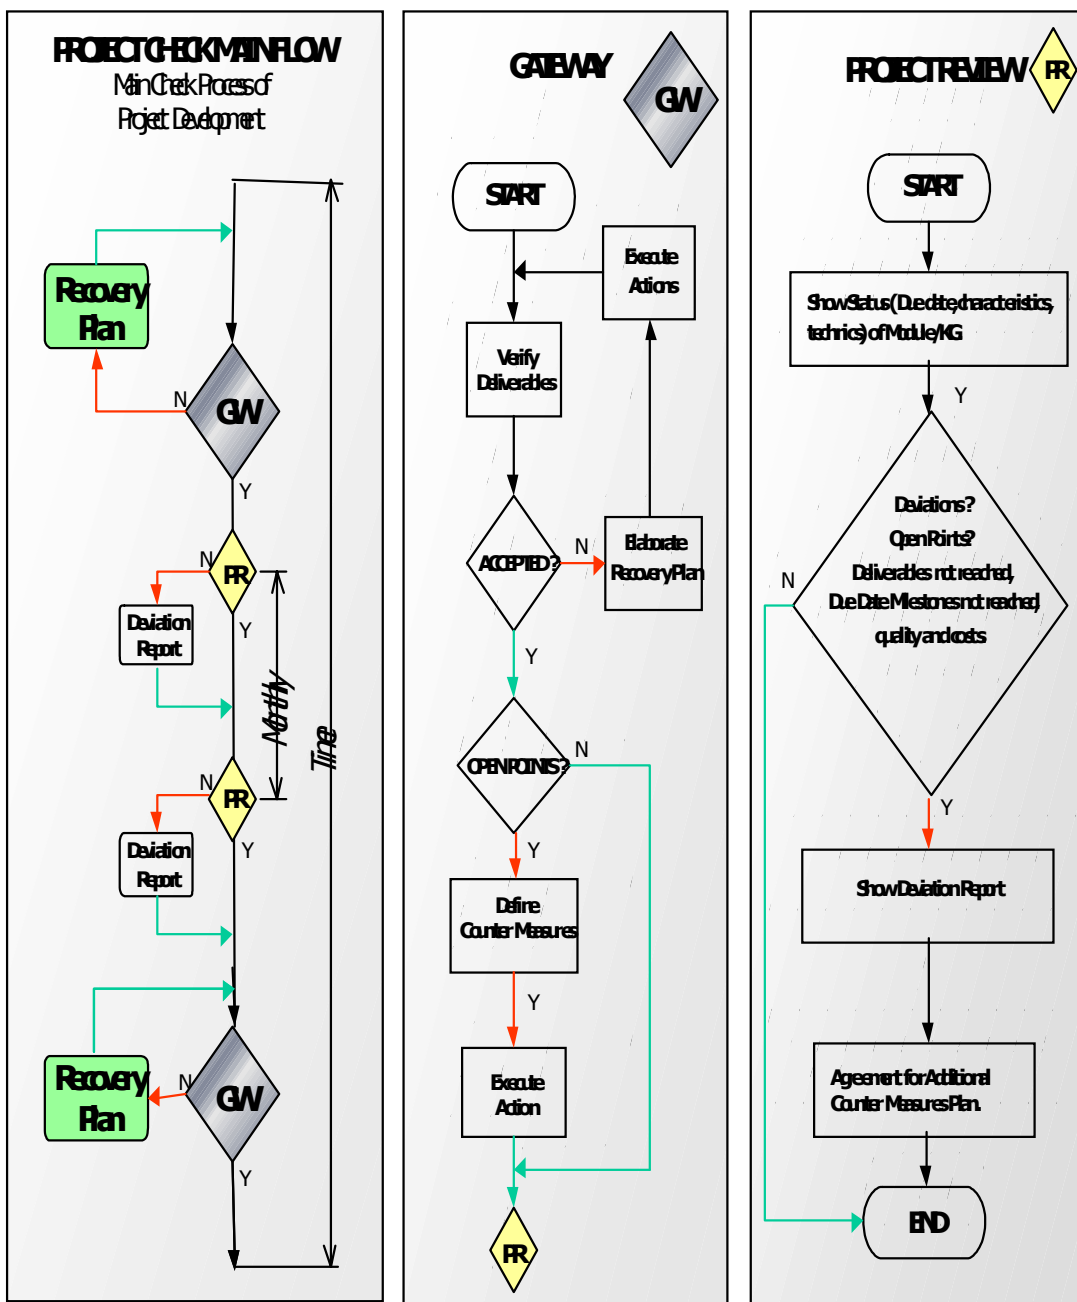 PROJECT CHECK MAIN FLOW
Main Check Process of
Project Development
Recovery
Plan
N
GW
Y
N
PR
Y
Deviation
Report
Monthly
Time
N
PR
Y
Deviation
Report
Recovery
Plan
N
GW
Y
GATEWAY
GW
START
Execute
Actions
Verify
Deliverables
ACCEPTED?
N
Elaborate
Recovery Plan
Y
OPEN POINTS?
N
Y
Define
Counter Measures
Y
Execute
Action
PR
PROJECT REVIEW
PR
START
Show Status (Due date, characteristics,
technics) of Module/KG.
Y
Deviations?
Open Points?
N
Deliverables not reached,
Due Date Milestones not reached,
quality and costs
Y
Show Deviation Report
Agreement for Additional
Counter Measures Plan.
END